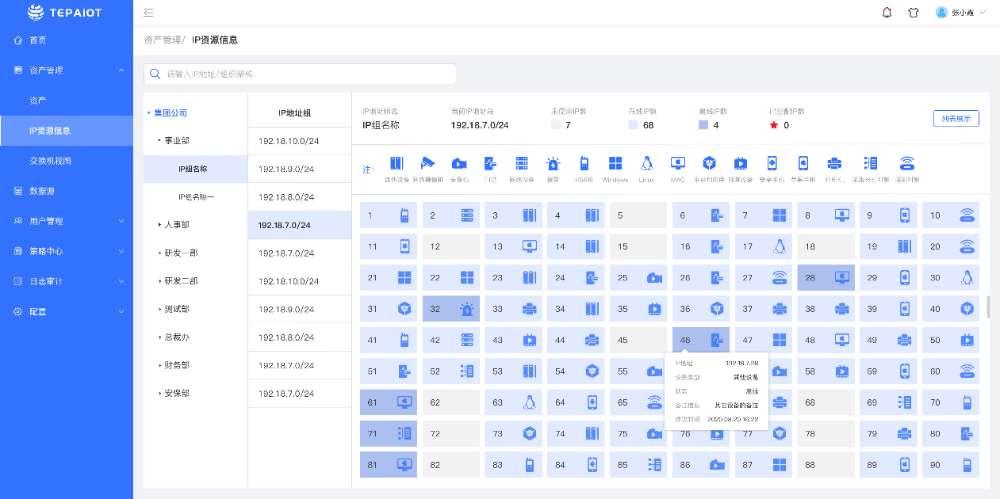 TEPAIOT
张小霞
首页
资产管理
资产
IP资源信息
交换机视图
数据源
用户管理
策略中心
日志审计
配置
资产管理/ IP资源信息
请输入IP地址/组织架构
集团公司
事业部
IP组名称
IP组名称一
人事部
研发一部
研发二部
测试部
总裁办
财务部
安保部
IP地址组
192.18.10.0/24
192.18.9.0/24
192.18.8.0/24
192.18.7.0/24
192.18.7.0/24
192.18.10.0/24
192.18.9.0/24
192.18.8.0/24
192.18.7.0/24
192.18.7.0/24
IP地址组名 当前IP地址段 未使用IP数 在线IP数 离线IP数 已分配IP数
IP组名称 192.18.7.0/24 7 68 4 0
列表展示
注:
其他设备 网络摄像机 录像机 门禁 网络设备 报警 对讲机 Windows Linux MAC 平台和应用 视频设备 安卓手机 苹果手机 打印机 采集分析引擎 探测引擎
1 2 3 4 5 6 7 8 9 10
11 12 13 14 15 16 17 18 19 20
21 22 23 24 25 26 27 28 29 30
31 32 33 34 35 36 37 38 39 40
41 42 43 44 45 46 47 48 49 50
51 52 53 54 55 58 59 60
61 62 63 64 65 68 69 70
71 72 73 74 75 76 77 78 79 80
81 82 83 84 85 86 87 88 89 90
IP地址 192.18.7.28
设备类型 其他设备
状态 离线
备注信息 其它设备的备注
修改时间 2020.08.20 16:22